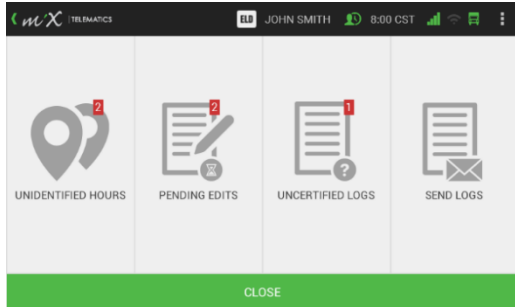 mi̇X TELEMATICS ELD JOHN SMITH 8:00 CST
2 2 1
?
UNIDENTIFIED HOURS PENDING EDITS UNCERTIFIED LOGS SEND LOGS
CLOSE